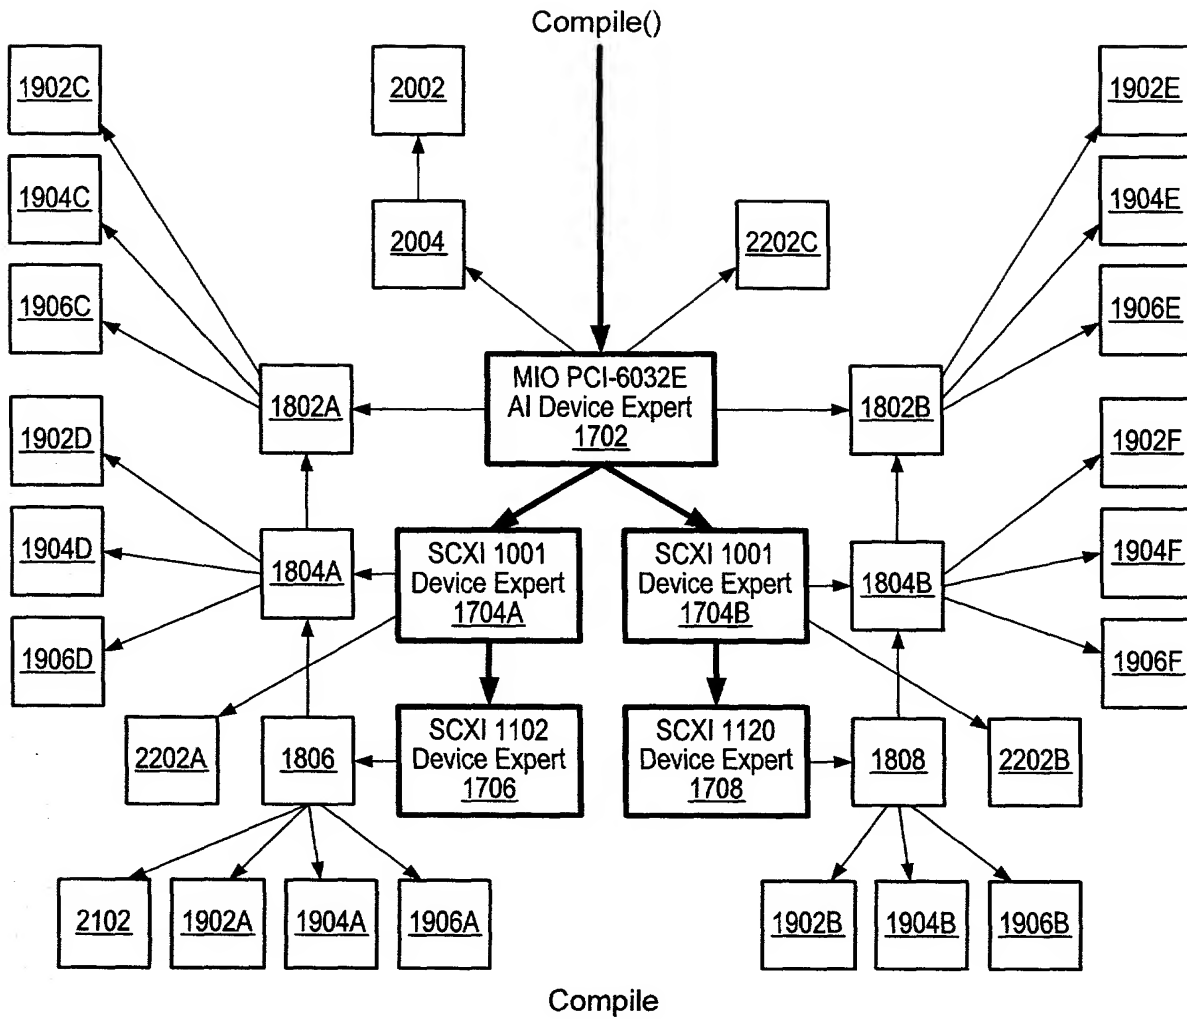 Compile()
1902C
2002
1902E
1904C
2004
2202C
1904E
1906C
1906E
MIO PCI-6032E
AI Device Expert
1702
1802A
1802B
1902D
1902F
1904D
1804A
SCXI 1001
Device Expert
1704A
SCXI 1001
Device Expert
1704B
1804B
1904F
1906D
1906F
2202A
1806
SCXI 1102
Device Expert
1706
SCXI 1120
Device Expert
1708
1808
2202B
2102
1902A
1904A
1906A
1902B
1904B
1906B
Compile